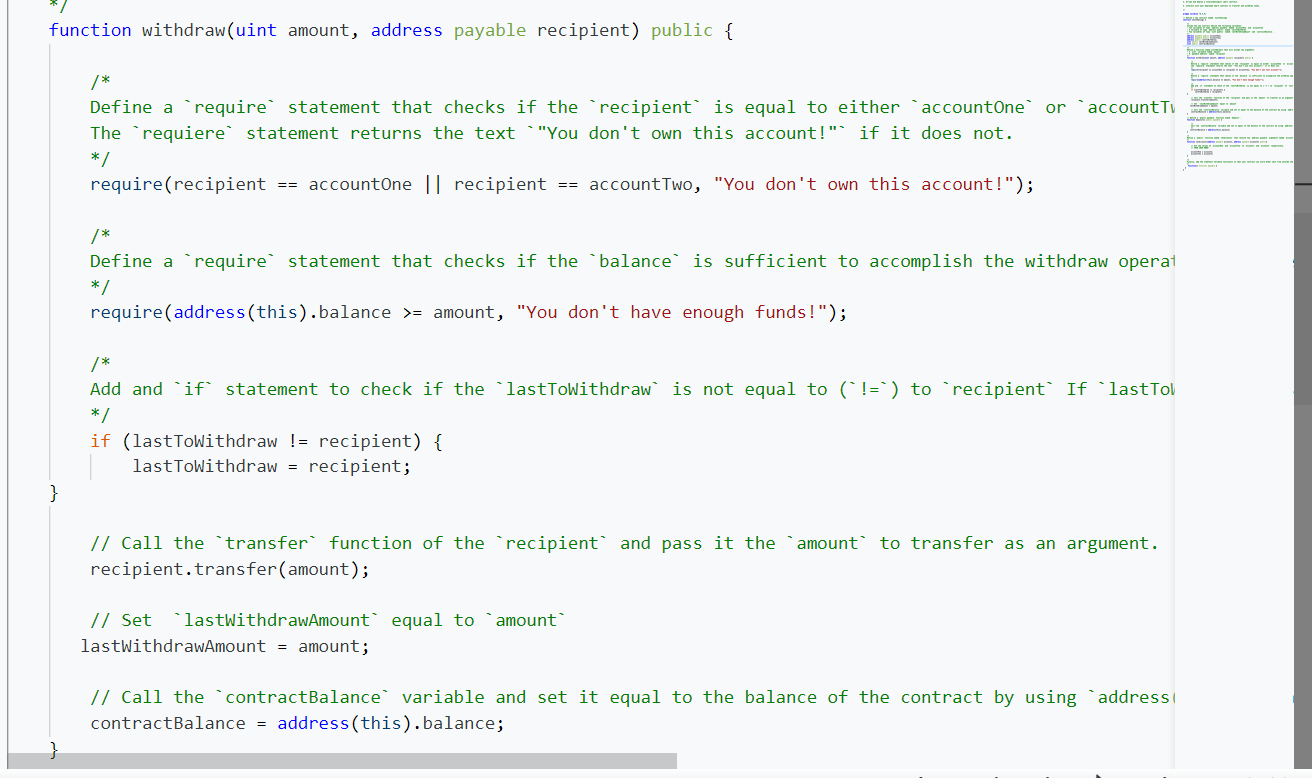 */
function withdraw(uint amount, address payable recipient) public {
/*
Define a `require` statement that checks if the `recipient` is equal to either `accountOne` or `accountTw
The `requiere` statement returns the text `"You don't own this account!"` if it does not.
*/
require(recipient == accountOne || recipient == accountTwo, "You don't own this account!");
/*
Define a `require` statement that checks if the `balance` is sufficient to accomplish the withdraw operat
*/
require(address(this).balance >= amount, "You don't have enough funds!");
/*
Add and `if` statement to check if the `lastToWithdraw` is not equal to (`!=`) to `recipient` If `lastToW
*/
if (lastToWithdraw != recipient) {
lastToWithdraw = recipient;
}
// Call the `transfer` function of the `recipient` and pass it the `amount` to transfer as an argument.
recipient.transfer(amount);
// Set  `lastWithdrawAmount` equal to `amount`
lastWithdrawAmount = amount;
// Call the `contractBalance` variable and set it equal to the balance of the contract by using `address(
contractBalance = address(this).balance;
}